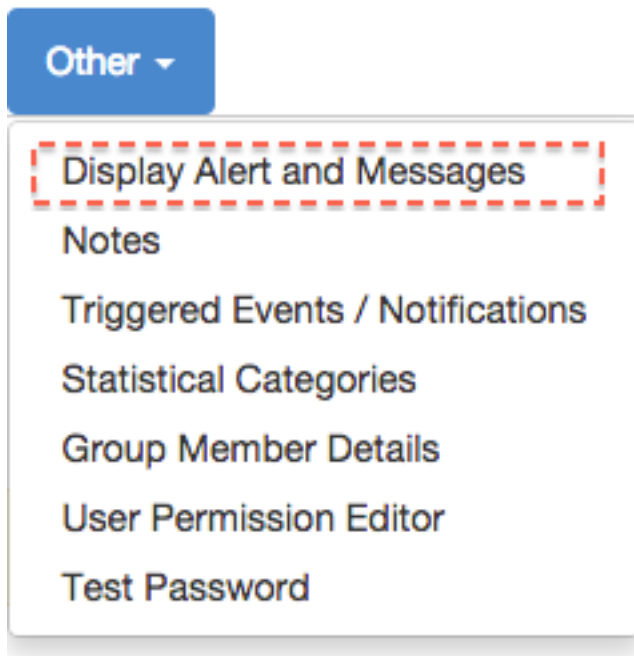 Other
Display Alert and Messages
Notes
Triggered Events / Notifications
Statistical Categories
Group Member Details
User Permission Editor
Test Password